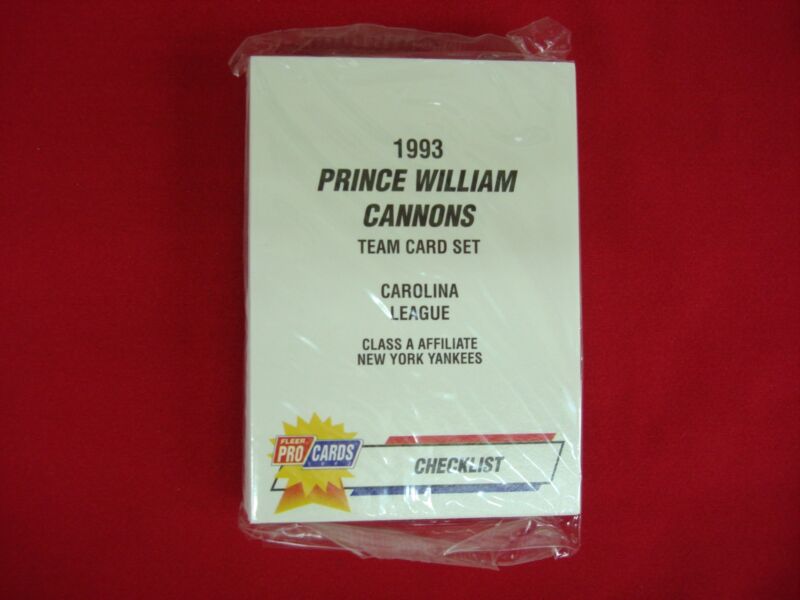 1993
PRINCE WILLIAM
CANNONS
TEAM CARD SET
CAROLINA
LEAGUE
CLASS A AFFILIATE
NEW YORK YANKEES
FLEER
PRO CARDS
CHECKLIST